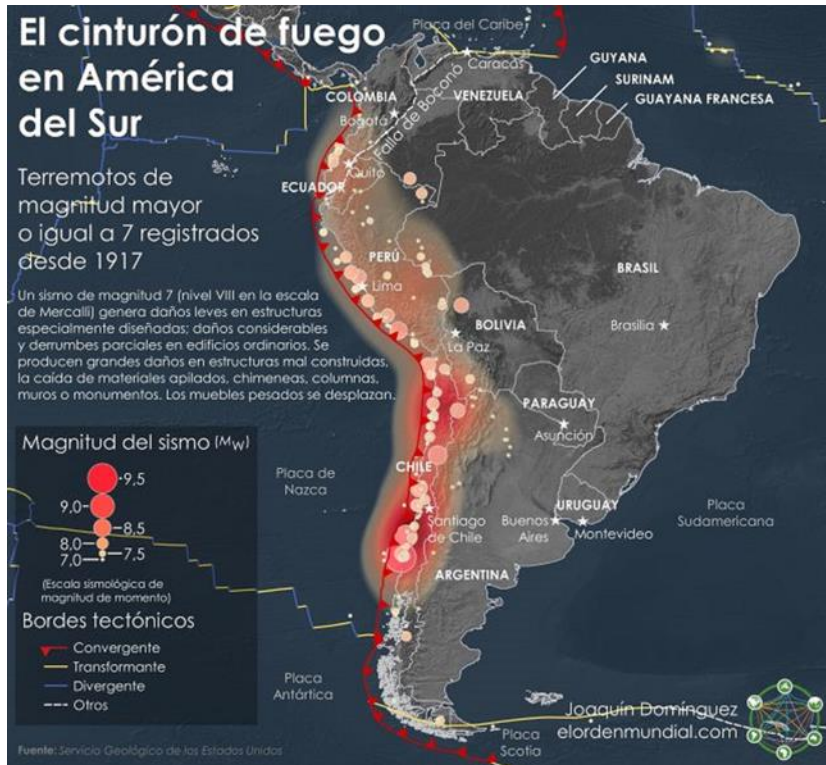 El cinturón de fuego
en América
del Sur
Terremotos de
magnitud mayor
o igual a 7 registrados
desde 1917
Un sismo de magnitud 7 (nivel VIII en la escala
de Mercalli) genera daños leves en estructuras
especialmente diseñadas; daños considerables
y derrumbes parciales en edificios ordinarios. Se
producen grandes daños en estructuras mal construidas,
la caída de materiales apilados, chimeneas, columnas,
muros o monumentos. Los muebles pesados se desplazan.
Placa del Caribe
Caracas
GUYANA
SURINAM
GUAYANA FRANCESA
COLOMBIA
VENEZUELA
Bogotá
Falla de Boconó
Quito
ECUADOR
PERÚ
Lima
BRASIL
Brasilia
BOLIVIA
La Paz
PARAGUAY
Asunción
CHILE
Placa de
Nazca
URUGUAY
Santiago
de Chile
Buenos
Aires
Montevideo
Placa
Sudamericana
ARGENTINA
Placa
Antártica
Placa
Scotia
Magnitud del sismo (Mw)
9,5
9,0
8,5
8,0
7,5
7,0
(Escala sismológica de
magnitud de momento)
Bordes tectónicos
Convergente
Transformante
Divergente
Otros
Fuente: Servicio Geológico de los Estados Unidos
Joaquín Domínguez
elordenmundial.com